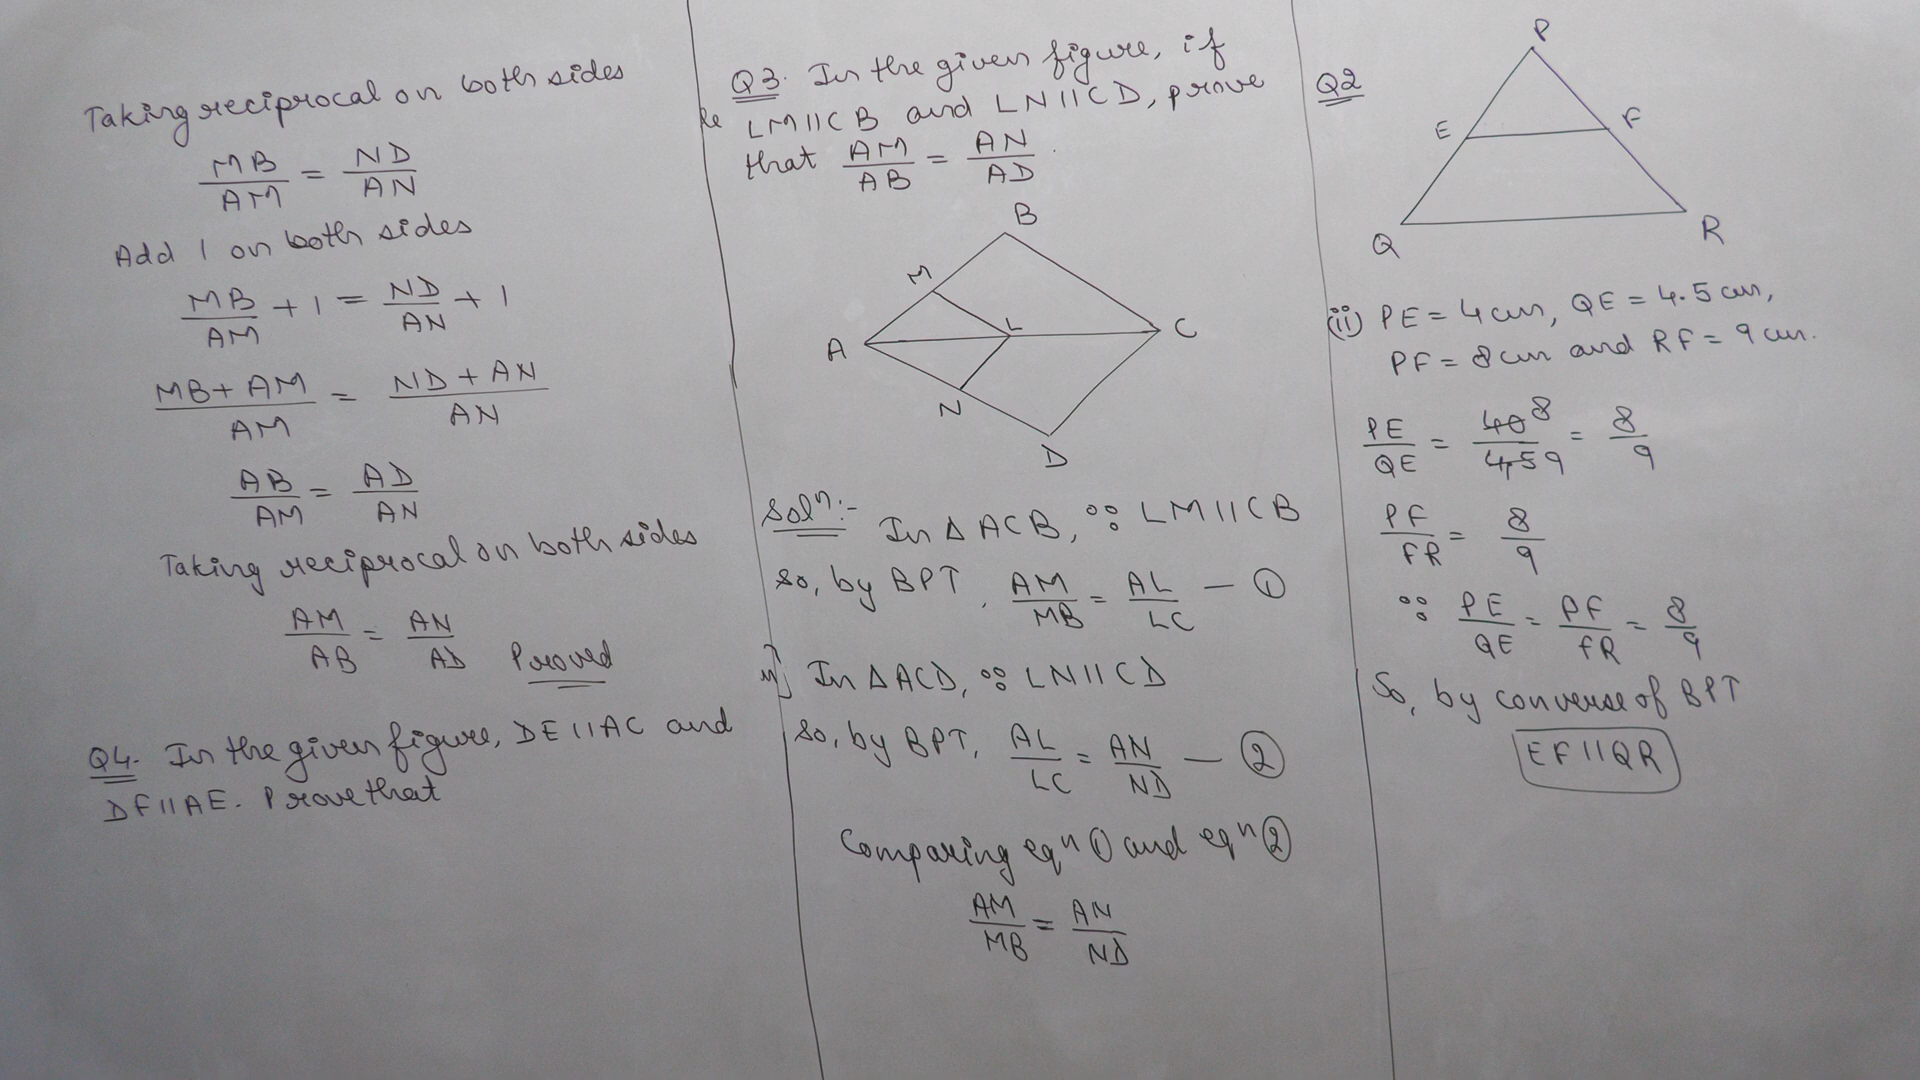 Taking reciprocal on both sides
MB/AM = ND/AN
Add 1 on both sides
MB/AM + 1 = ND/AN + 1
MB + AM/AM = ND + AN/AN
AB/AM = AD/AN
Taking reciprocal on both sides
AM/AB = AN/AD Proved
Q4. In the given figure, DE||AC and
DF||AE. Prove that
Q3. In the given figure, if
LM||CB and LN||CD, prove
that AM/AB = AN/AD.
B
M
L
C
A
N
D
Solⁿ:- In Δ ACB, ∵ LM||CB
So, by BPT, AM/MB = AL/LC — ①
In Δ ACD, ∵ LN||CD
So, by BPT, AL/LC = AN/ND — ②
Comparing eqⁿ ① and eqⁿ ②
AM/MB = AN/ND
Q2
P
E
F
Q
R
(ii) PE = 4 cm, QE = 4.5 cm,
PF = 8 cm and RF = 9 cm.
PE/QE = 40 8/4.5 9 = 8/9
PF/FR = 8/9
∵ PE/QE = PF/FR = 8/9
So, by converse of BPT
EF||QR